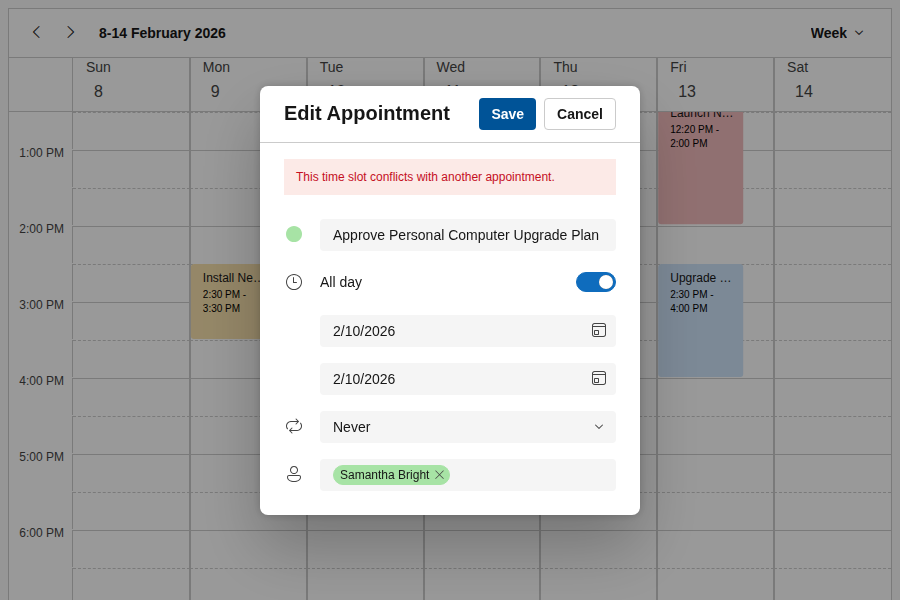 8-14 February 2026
Week
Sun Mon Tue Wed Thu Fri Sat
8 9 13 14
Edit Appointment Save Cancel
This time slot conflicts with another appointment.
Approve Personal Computer Upgrade Plan
All day
2/10/2026
2/10/2026
Never
Samantha Bright
1:00 PM
2:00 PM
3:00 PM
4:00 PM
5:00 PM
6:00 PM
Install Ne...
2:30 PM -
3:30 PM
Launch N...
12:20 PM -
2:00 PM
Upgrade ...
2:30 PM -
4:00 PM